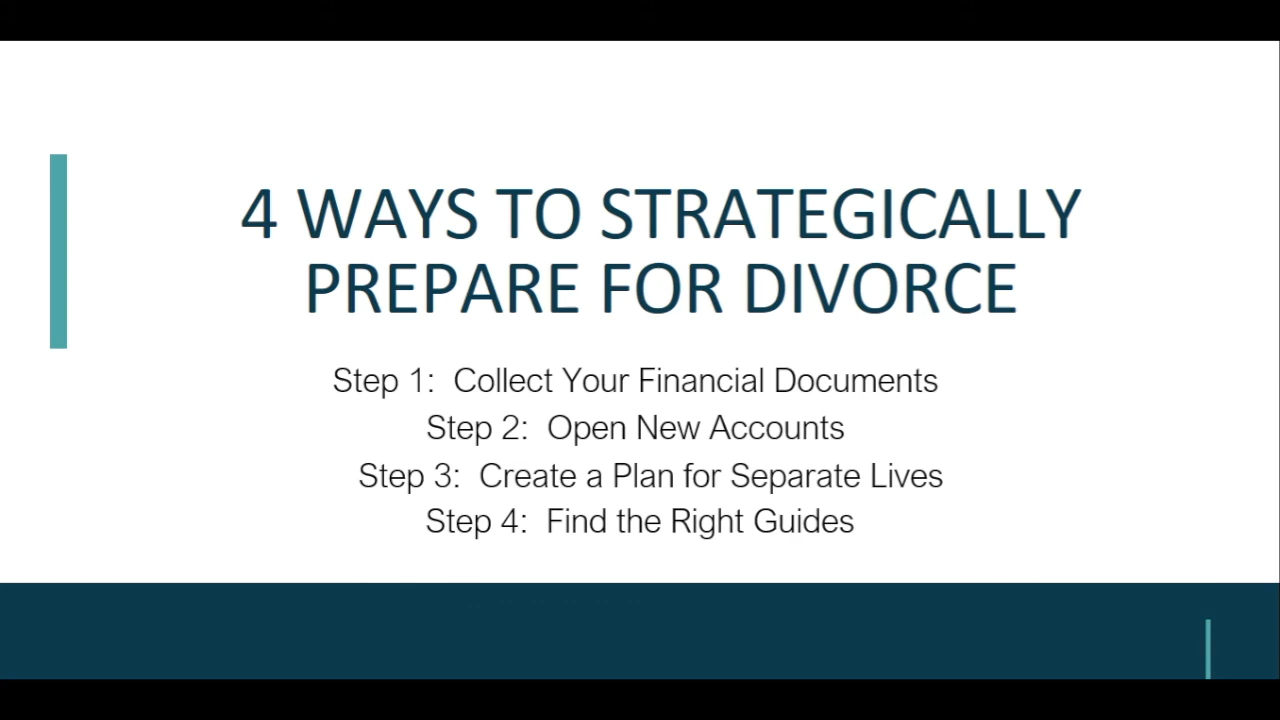 4 WAYS TO STRATEGICALLY
PREPARE FOR DIVORCE
Step 1: Collect Your Financial Documents
Step 2: Open New Accounts
Step 3: Create a Plan for Separate Lives
Step 4: Find the Right Guides